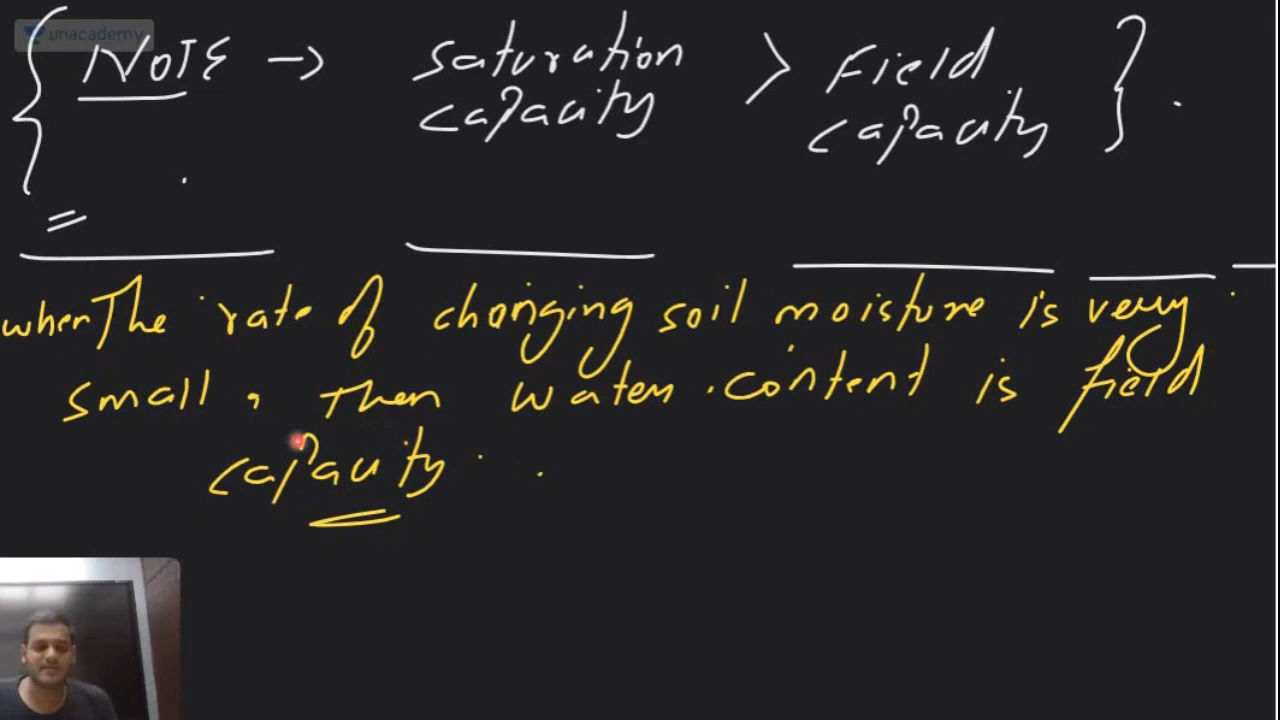 unacademy
{ NOTE → saturation capacity > Field capacity } .
when The rate of changing soil moisture is very
small, then water content is field
capacity .